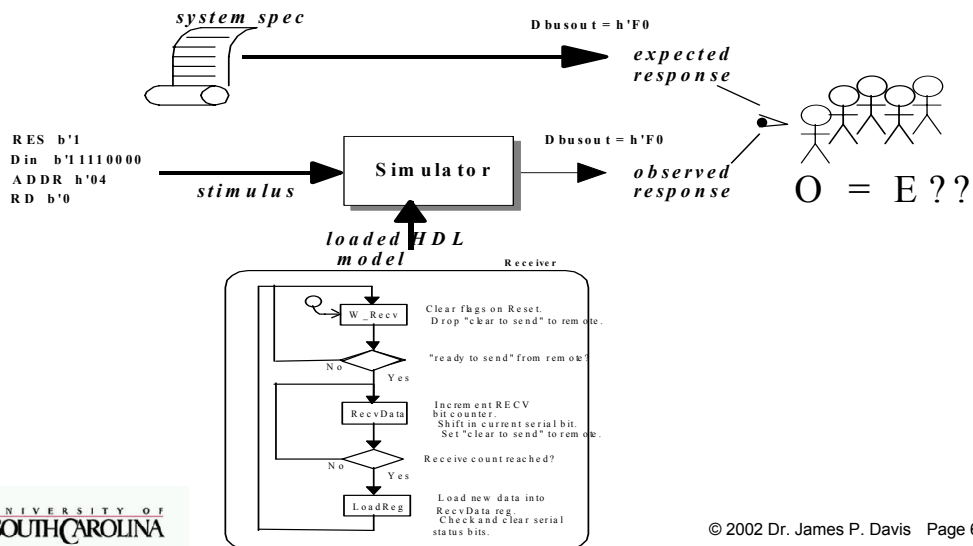 system spec
Dbusout = h'F0
expected
response
RES b'1
Din b'11110000
ADDR h'04
RD b'0
stimulus
Simulator
Dbusout = h'F0
observed
response
O = E ??
loaded HDL
model
Receiver
W_Recv
Clear flags on Reset.
Drop "clear to send" to remote.
"ready to send" from remote?
No
Yes
RecvData
Increment RECV
bit counter.
Shift in current serial bit.
Set "clear to send" to remote.
Receive count reached?
No
Yes
LoadReg
Load new data into
RecvData reg.
Check and clear serial
status bits.
UNIVERSITY OF
SOUTH CAROLINA
© 2002 Dr. James P. Davis Page 6